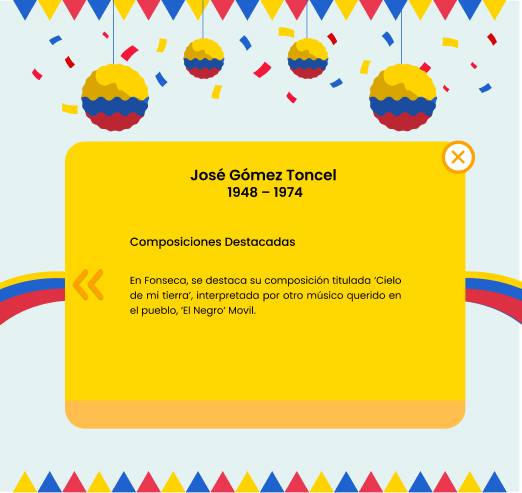 José Gómez Toncel
1948 – 1974
Composiciones Destacadas
En Fonseca, se destaca su composición titulada ‘Cielo
de mi tierra’, interpretada por otro músico querido en
el pueblo, ‘El Negro’ Movil.